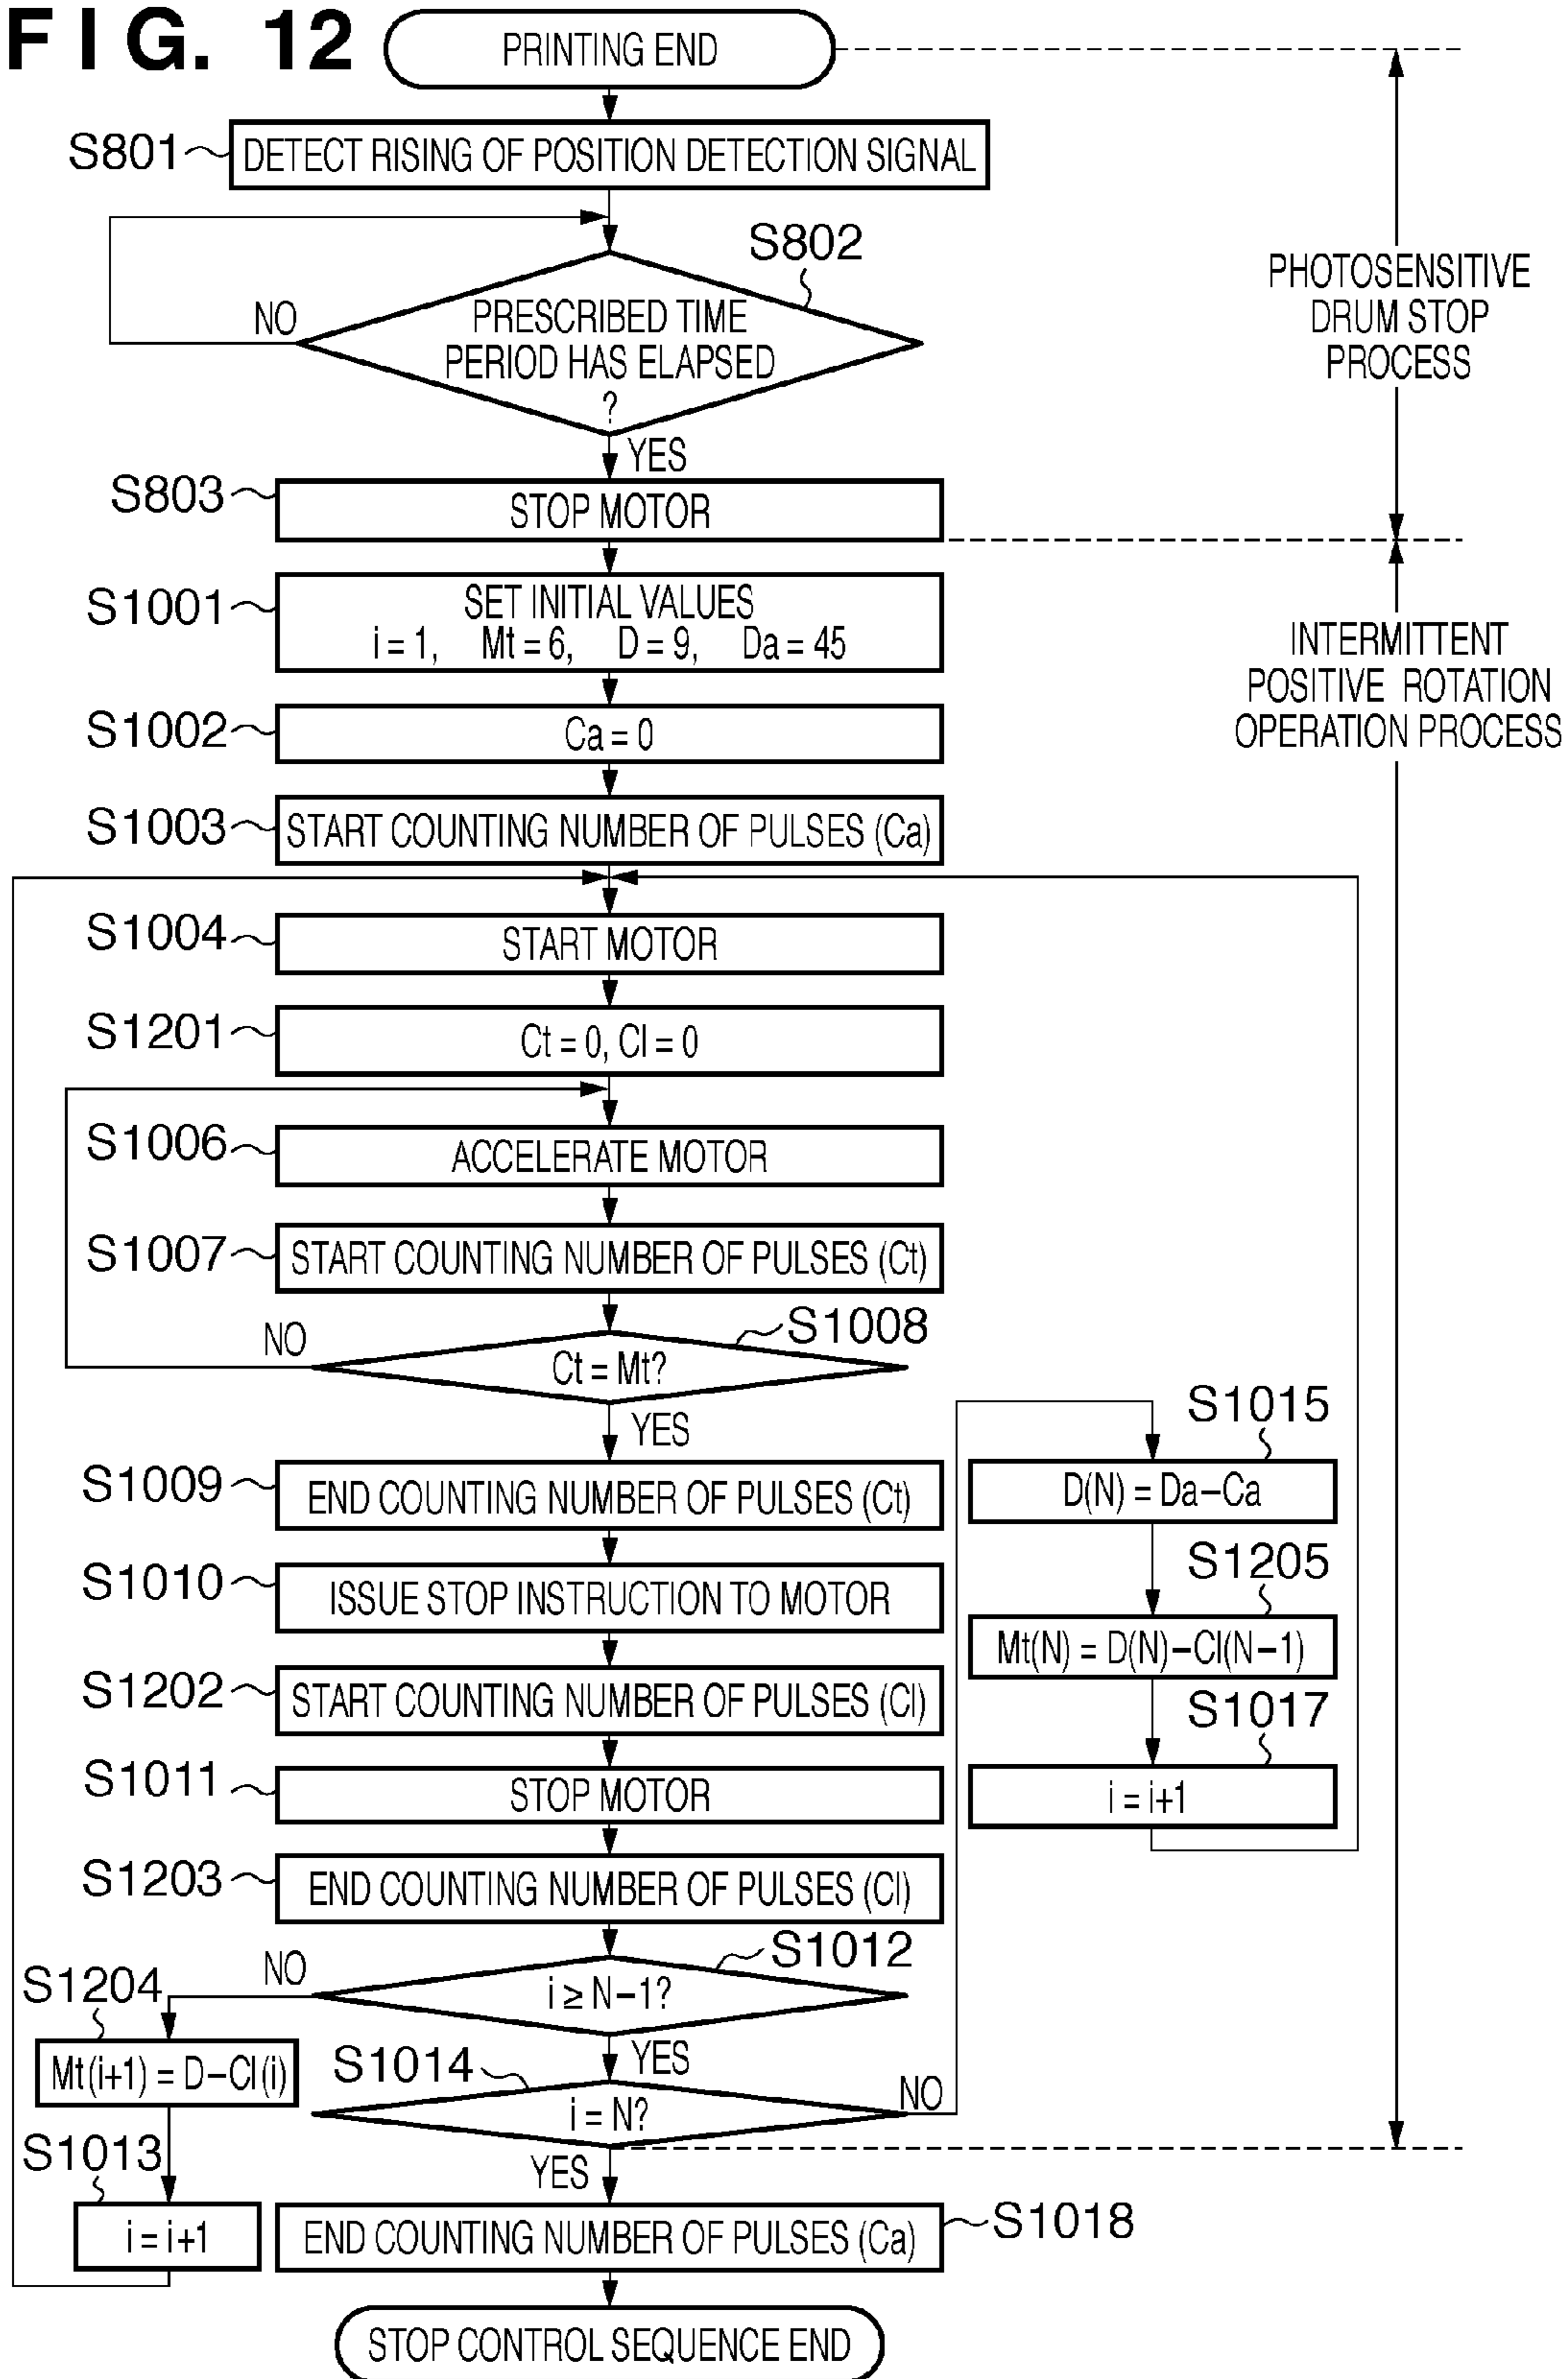 FIG. 12
PRINTING END
S801
DETECT RISING OF POSITION DETECTION SIGNAL
S802
NO
PRESCRIBED TIME
PERIOD HAS ELAPSED
?
YES
PHOTOSENSITIVE
DRUM STOP
PROCESS
S803
STOP MOTOR
S1001
SET INITIAL VALUES
i = 1, Mt = 6, D = 9, Da = 45
INTERMITTENT
POSITIVE ROTATION
OPERATION PROCESS
S1002
Ca = 0
S1003
START COUNTING NUMBER OF PULSES (Ca)
S1004
START MOTOR
S1201
Ct = 0, Cl = 0
S1006
ACCELERATE MOTOR
S1007
START COUNTING NUMBER OF PULSES (Ct)
S1008
NO
Ct = Mt?
YES
S1009
END COUNTING NUMBER OF PULSES (Ct)
S1010
ISSUE STOP INSTRUCTION TO MOTOR
S1202
START COUNTING NUMBER OF PULSES (Cl)
S1011
STOP MOTOR
S1203
END COUNTING NUMBER OF PULSES (Cl)
S1015
D(N) = Da−Ca
S1205
Mt(N) = D(N)−Cl(N−1)
S1017
i = i+1
S1012
NO
i ≥ N−1?
YES
S1204
Mt(i+1) = D−Cl(i)
S1013
i = i+1
S1014
i = N?
NO
YES
END COUNTING NUMBER OF PULSES (Ca)
S1018
STOP CONTROL SEQUENCE END